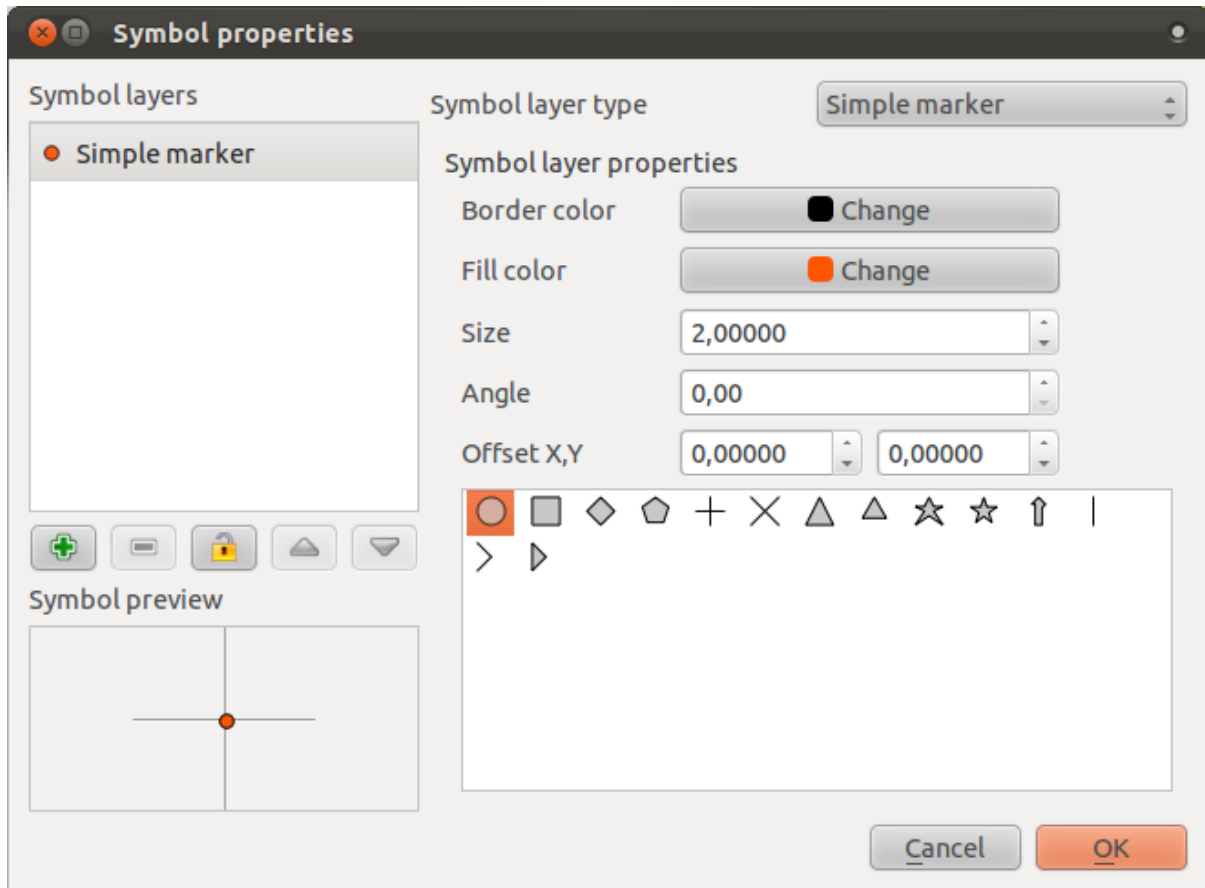 Symbol properties
Symbol layers
Simple marker
Symbol preview
Symbol layer type
Simple marker
Symbol layer properties
Border color
Change
Fill color
Change
Size
2,00000
Angle
0,00
Offset X,Y
0,00000
0,00000
Cancel
OK